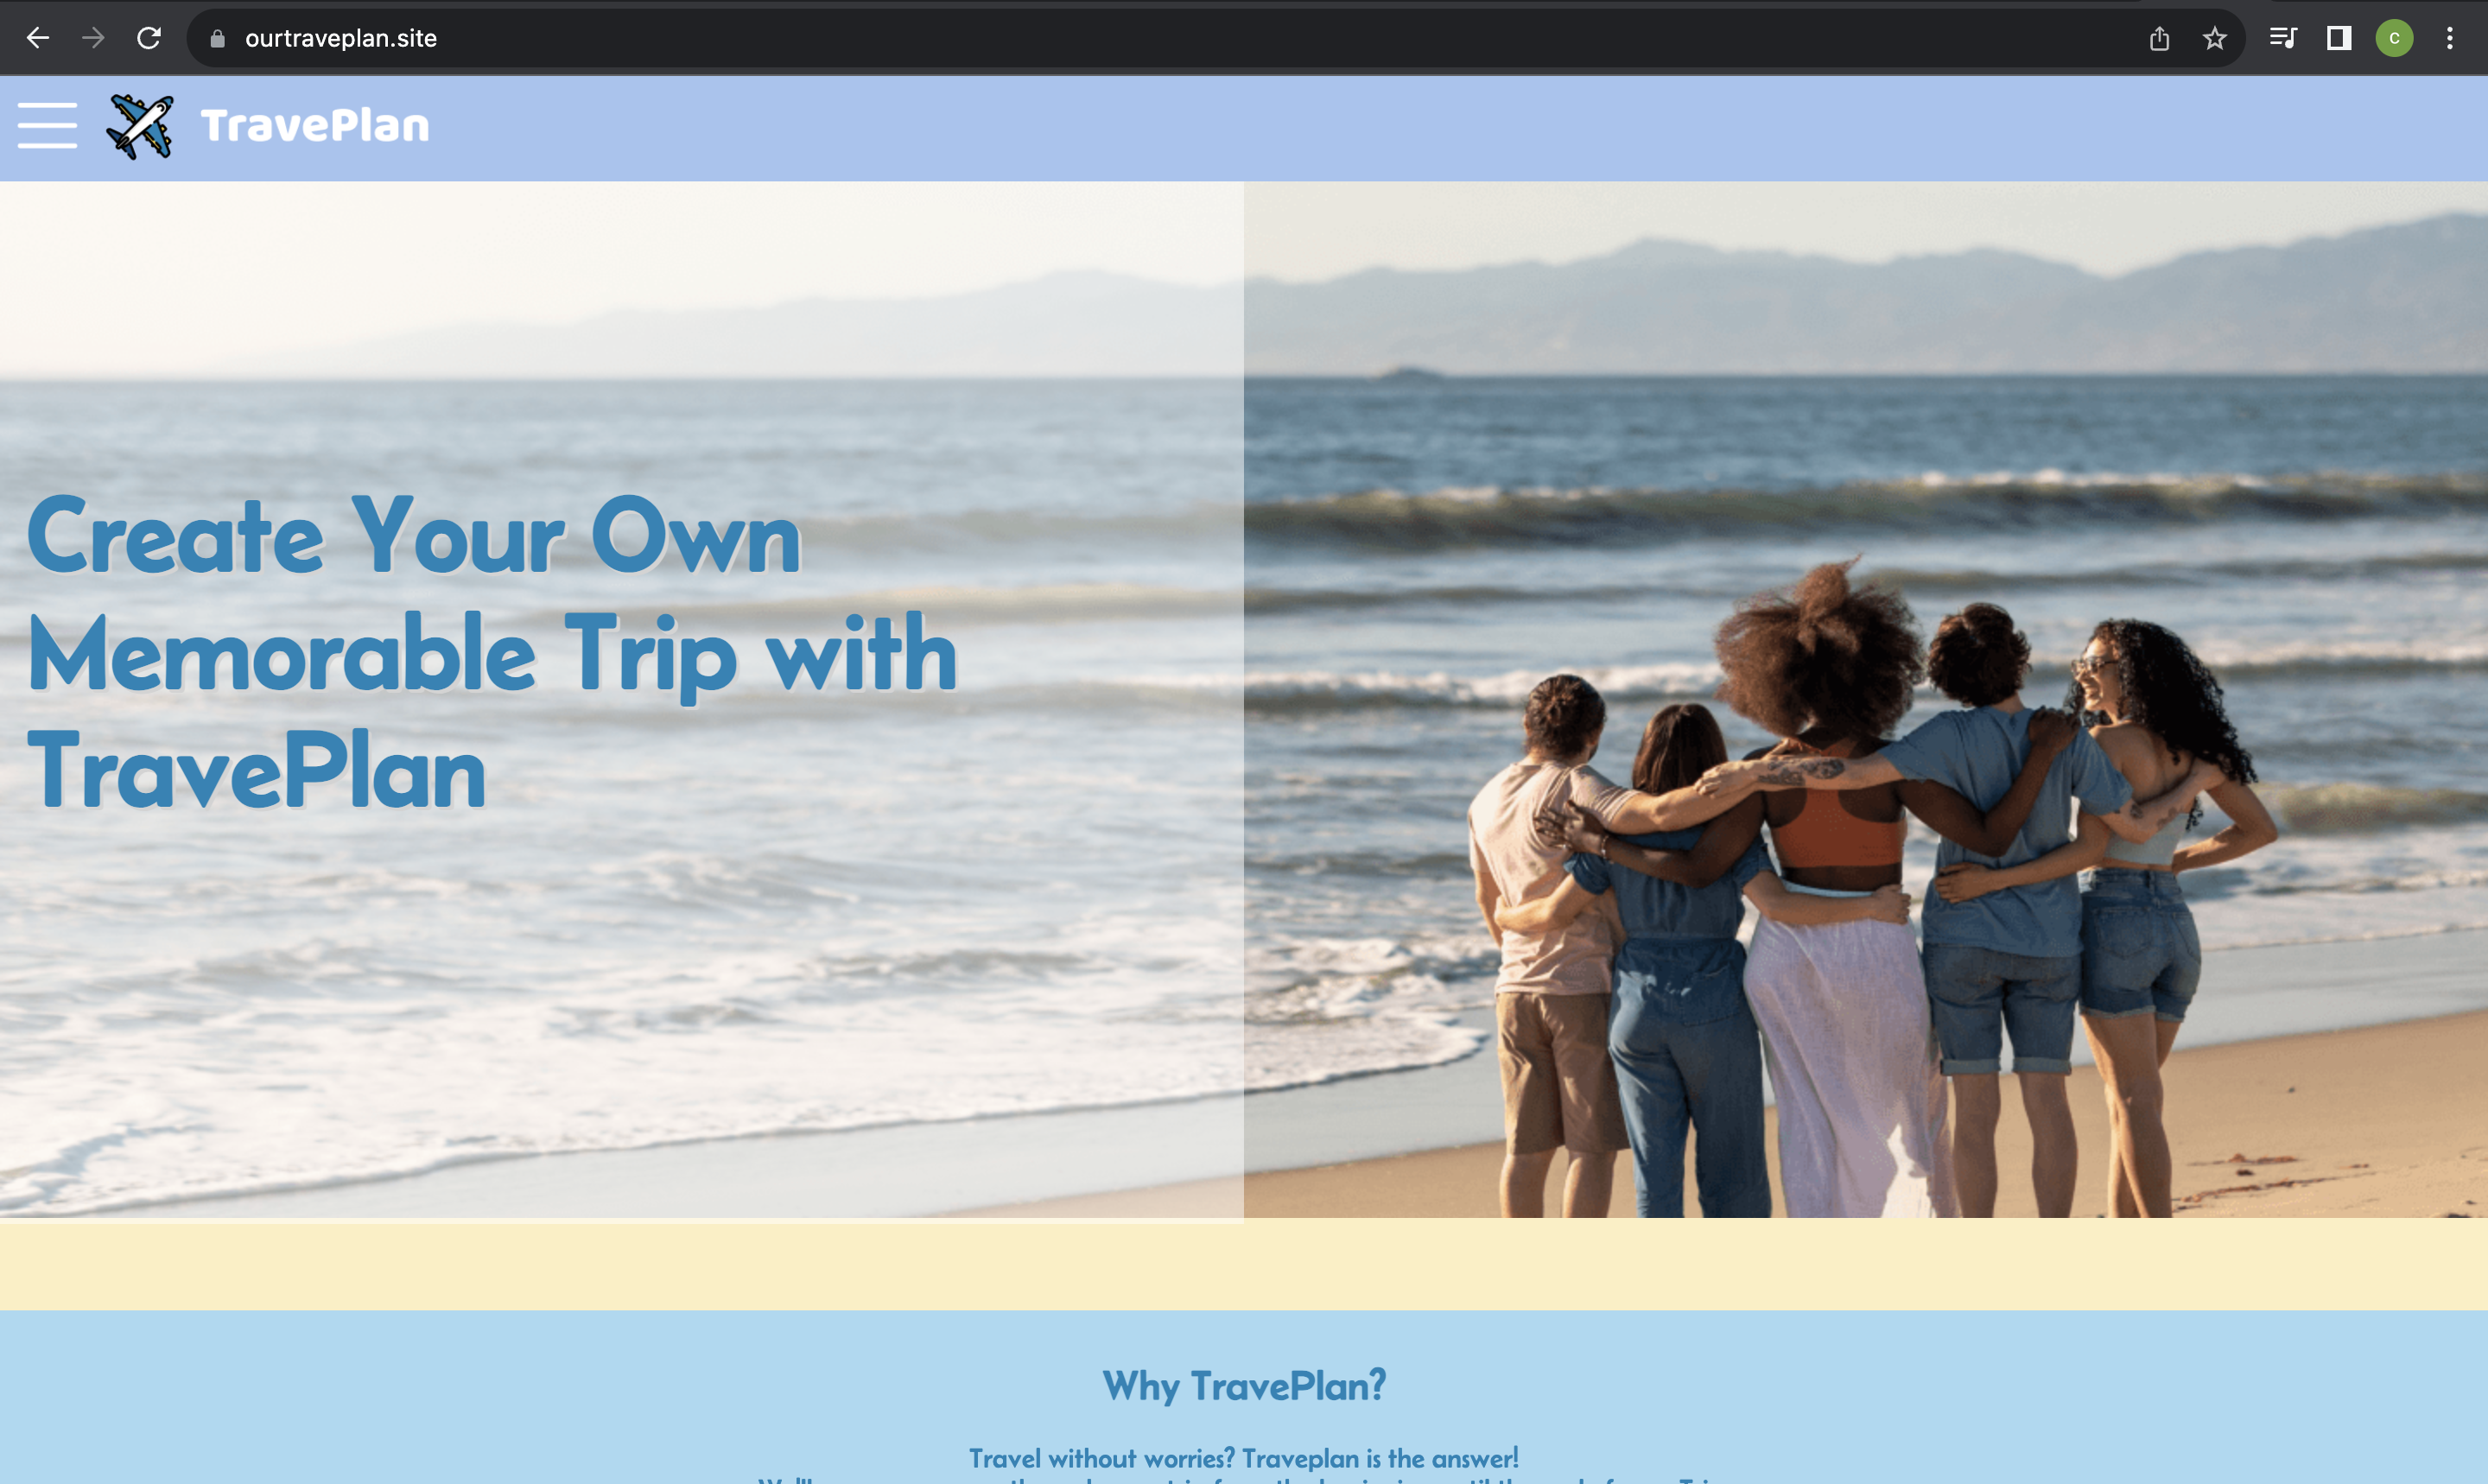 ourtraveplan.site
C
TravePlan
Create Your Own
Memorable Trip with
TravePlan
Why TravePlan?
Travel without worries? Traveplan is the answer!